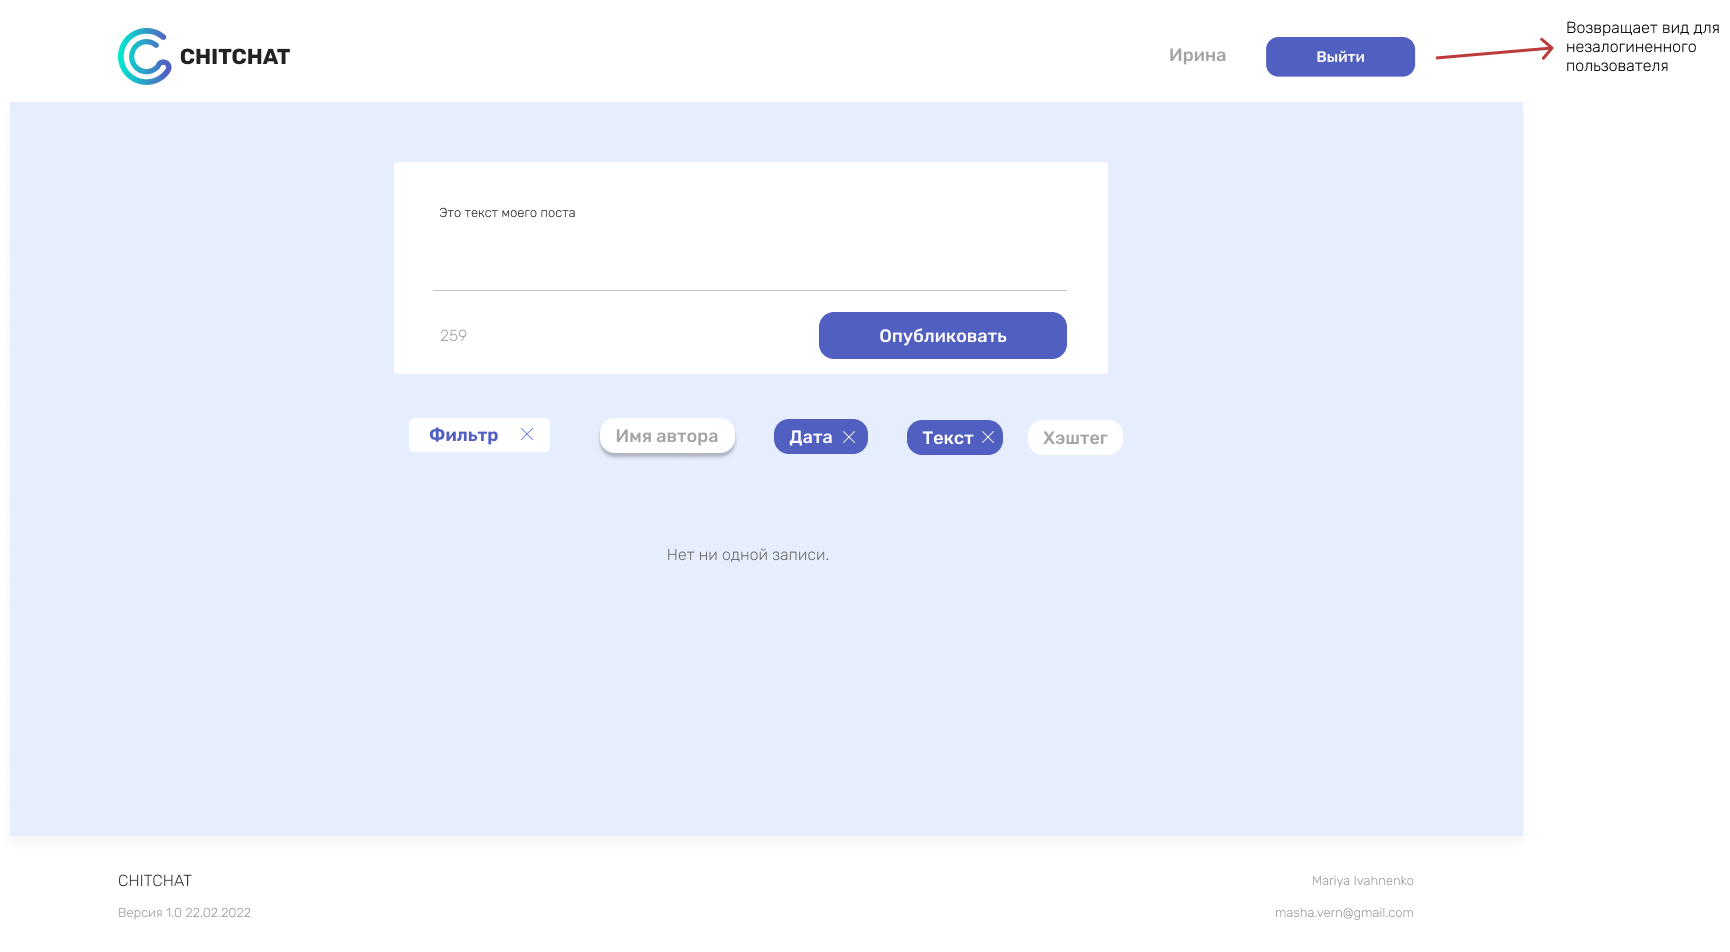 CHITCHAT
Ирина
Выйти
Возвращает вид для
незалогиненного
пользователя
Это текст моего поста
259
Опубликовать
Фильтр
Имя автора
Дата
Текст
Хэштег
Нет ни одной записи.
CHITCHAT
Mariya Ivahnenko
Версия 1.0 22.02.2022
masha.vern@gmail.com